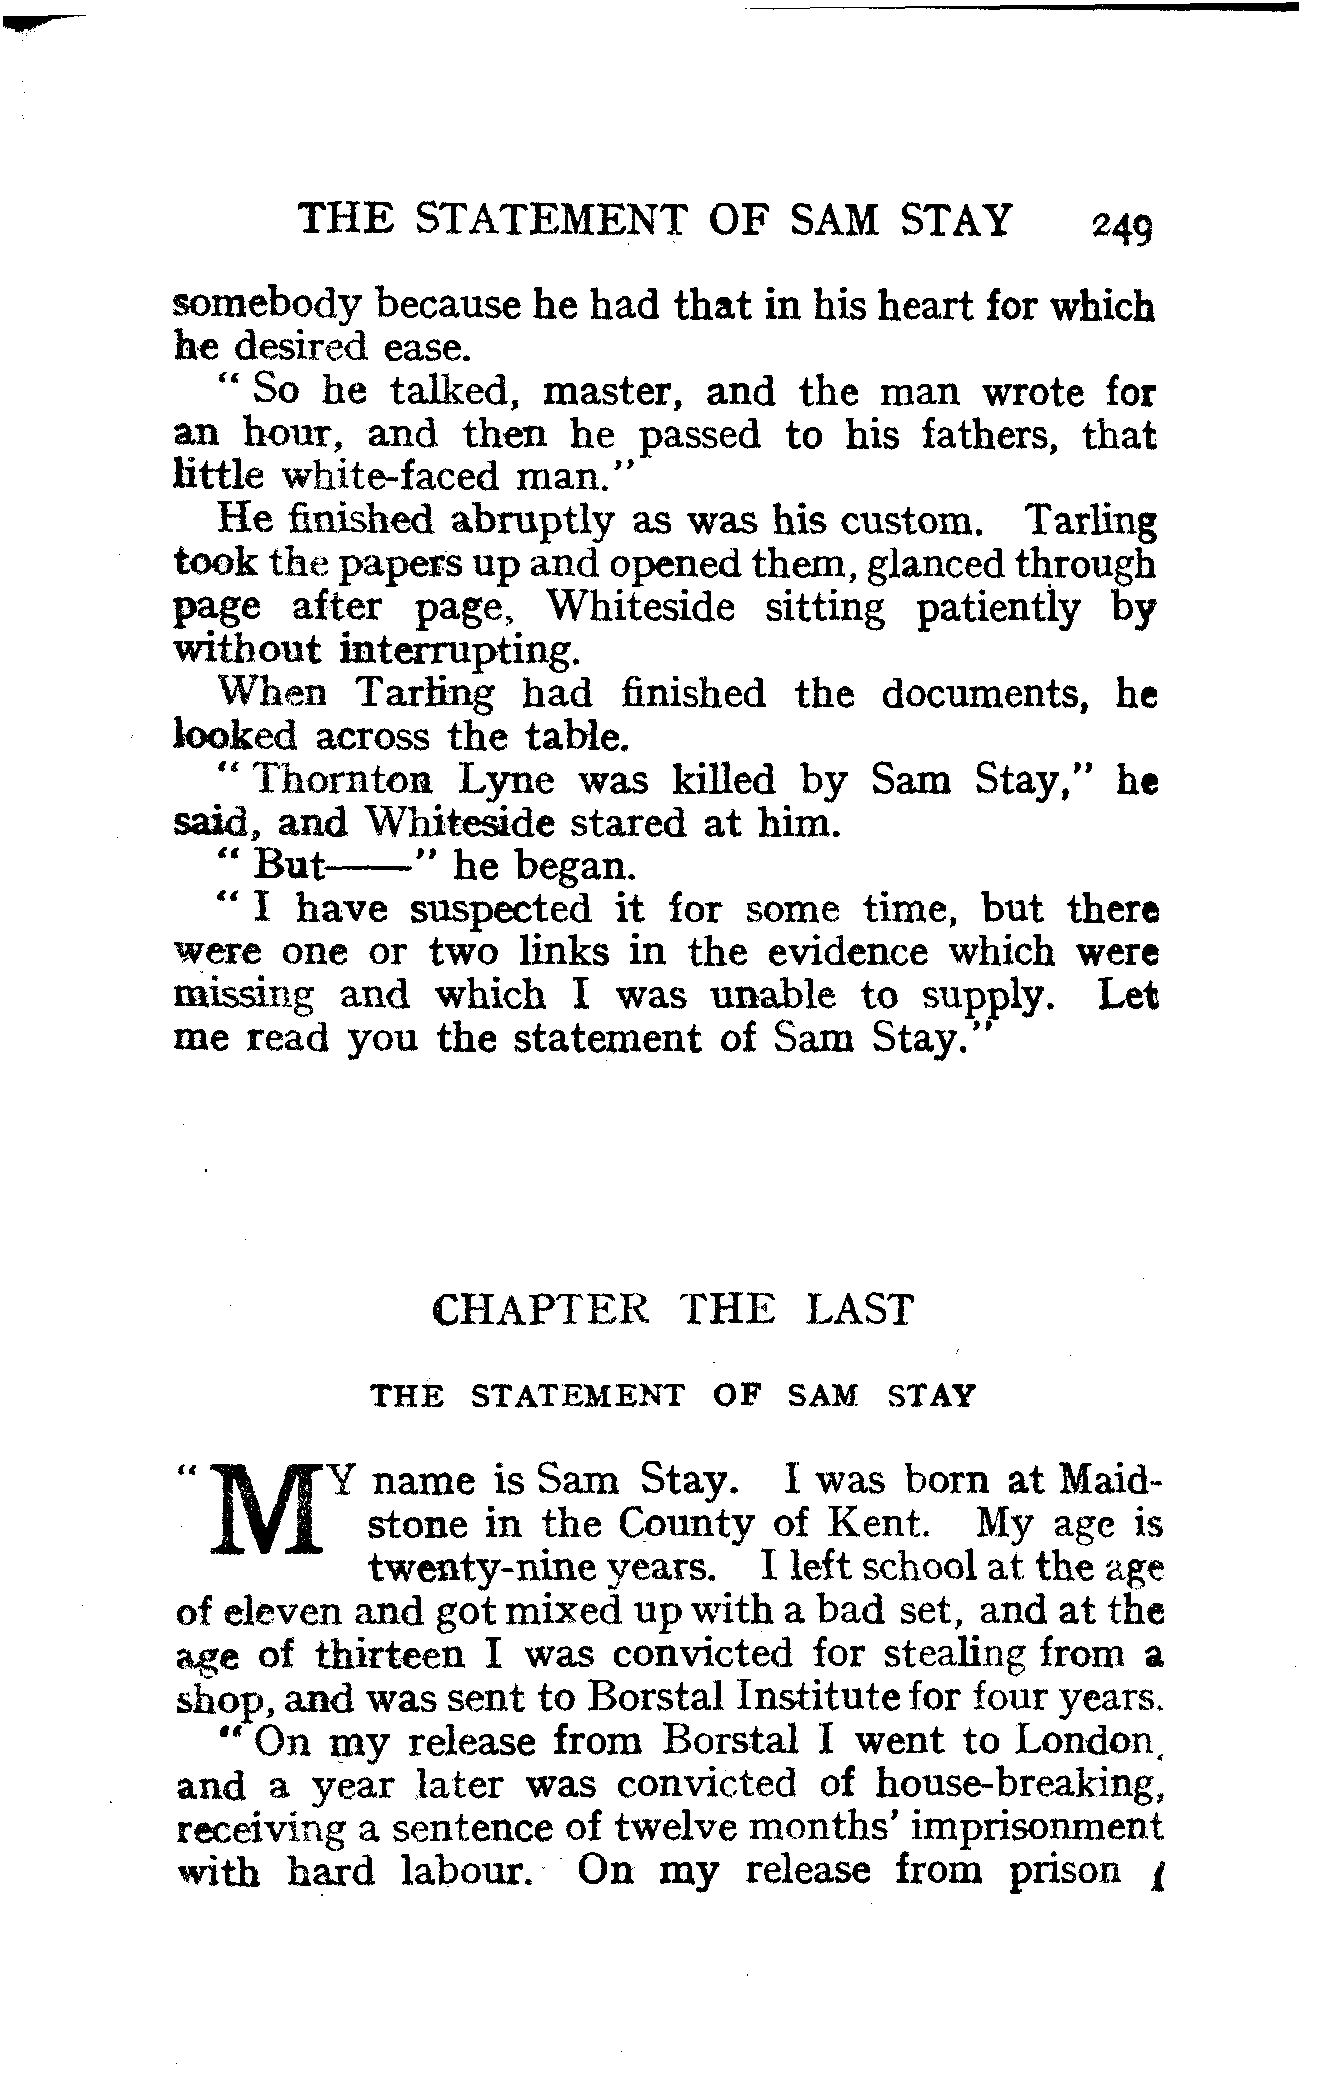 THE STATEMENT OF SAM STAY 249
somebody because he had that in his heart for which
he desired ease.
“ So he talked, master, and the man wrote for
an hour, and then he passed to his fathers, that
little white-faced man.”
He finished abruptly as was his custom. Tarling
took the papers up and opened them, glanced through
page after page, Whiteside sitting patiently by
without interrupting.
When Tarling had finished the documents, he
looked across the table.
“ Thornton Lyne was killed by Sam Stay,” he
said, and Whiteside stared at him.
“ But——” he began.
“ I have suspected it for some time, but there
were one or two links in the evidence which were
missing and which I was unable to supply. Let
me read you the statement of Sam Stay.”
CHAPTER THE LAST
THE STATEMENT OF SAM STAY
“ MY name is Sam Stay. I was born at Maid-
stone in the County of Kent. My age is
twenty-nine years. I left school at the age
of eleven and got mixed up with a bad set, and at the
age of thirteen I was convicted for stealing from a
shop, and was sent to Borstal Institute for four years.
“ On my release from Borstal I went to London,
and a year later was convicted of house-breaking,
receiving a sentence of twelve months’ imprisonment
with hard labour. On my release from prison I